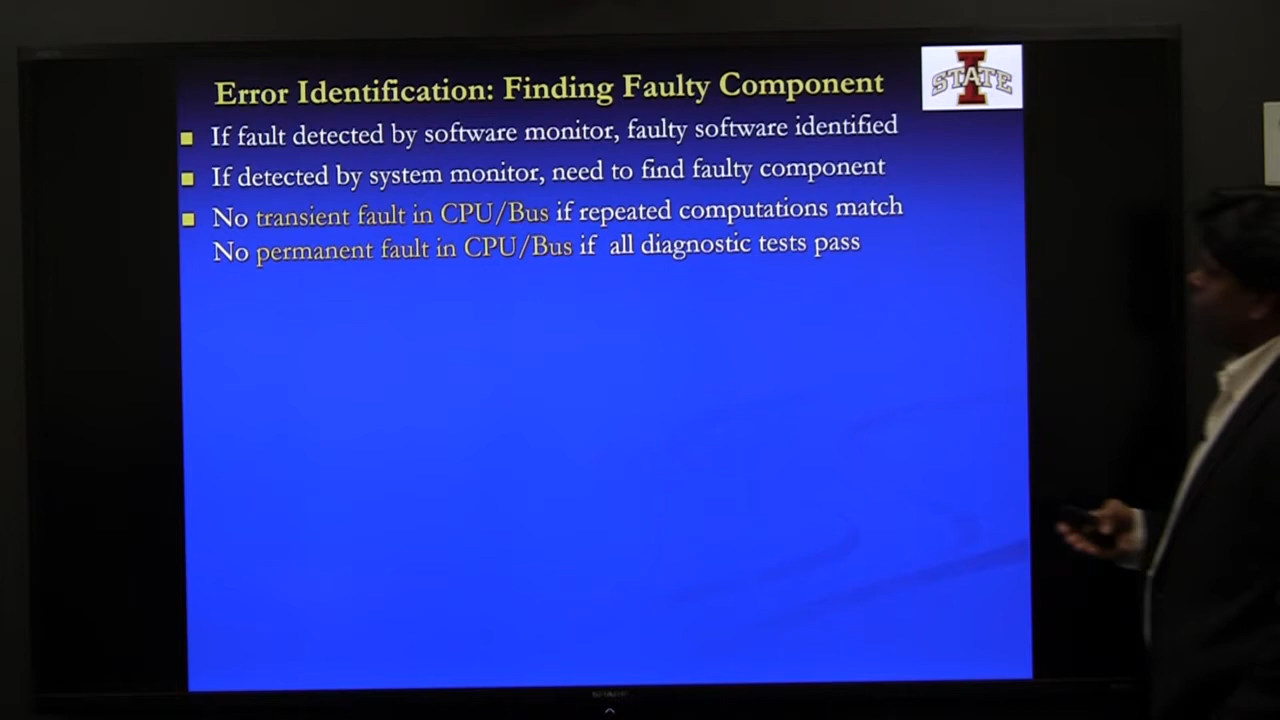 Error Identification: Finding Faulty Component
STATE
If fault detected by software monitor, faulty software identified
If detected by system monitor, need to find faulty component
No transient fault in CPU/Bus if repeated computations match
No permanent fault in CPU/Bus if all diagnostic tests pass
SHARP